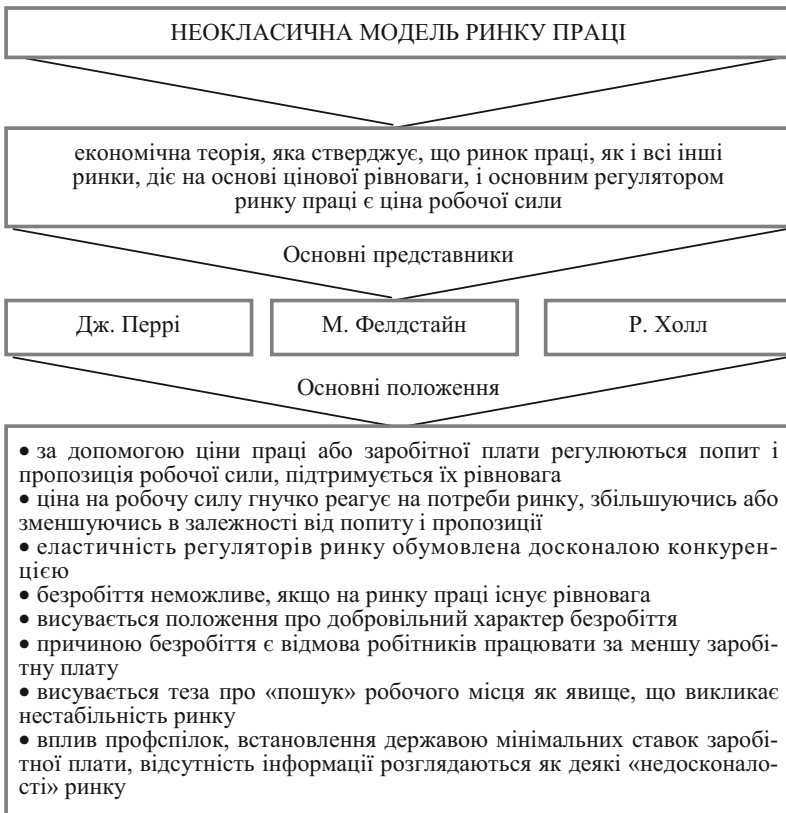 НЕОКЛАСИЧНА МОДЕЛЬ РИНКУ ПРАЦІ
економічна теорія, яка стверджує, що ринок праці, як і всі інші
ринки, діє на основі цінової рівноваги, і основним регулятором
ринку праці є ціна робочої сили
Основні представники
Дж. Перрі
М. Фелдстайн
Р. Холл
Основні положення
• за допомогою ціни праці або заробітної плати регулюються попит і
пропозиція робочої сили, підтримується їх рівновага
• ціна на робочу силу гнучко реагує на потреби ринку, збільшуючись або
зменшуючись в залежності від попиту і пропозиції
• еластичність регуляторів ринку обумовлена досконалою конкурен-
цією
• безробіття неможливе, якщо на ринку праці існує рівновага
• висувається положення про добровільний характер безробіття
• причиною безробіття є відмова робітників працювати за меншу заробі-
тну плату
• висувається теза про «пошук» робочого місця як явище, що викликає
нестабільність ринку
• вплив профспілок, встановлення державою мінімальних ставок заробі-
тної плати, відсутність інформації розглядаються як деякі «недосконало-
сті» ринку